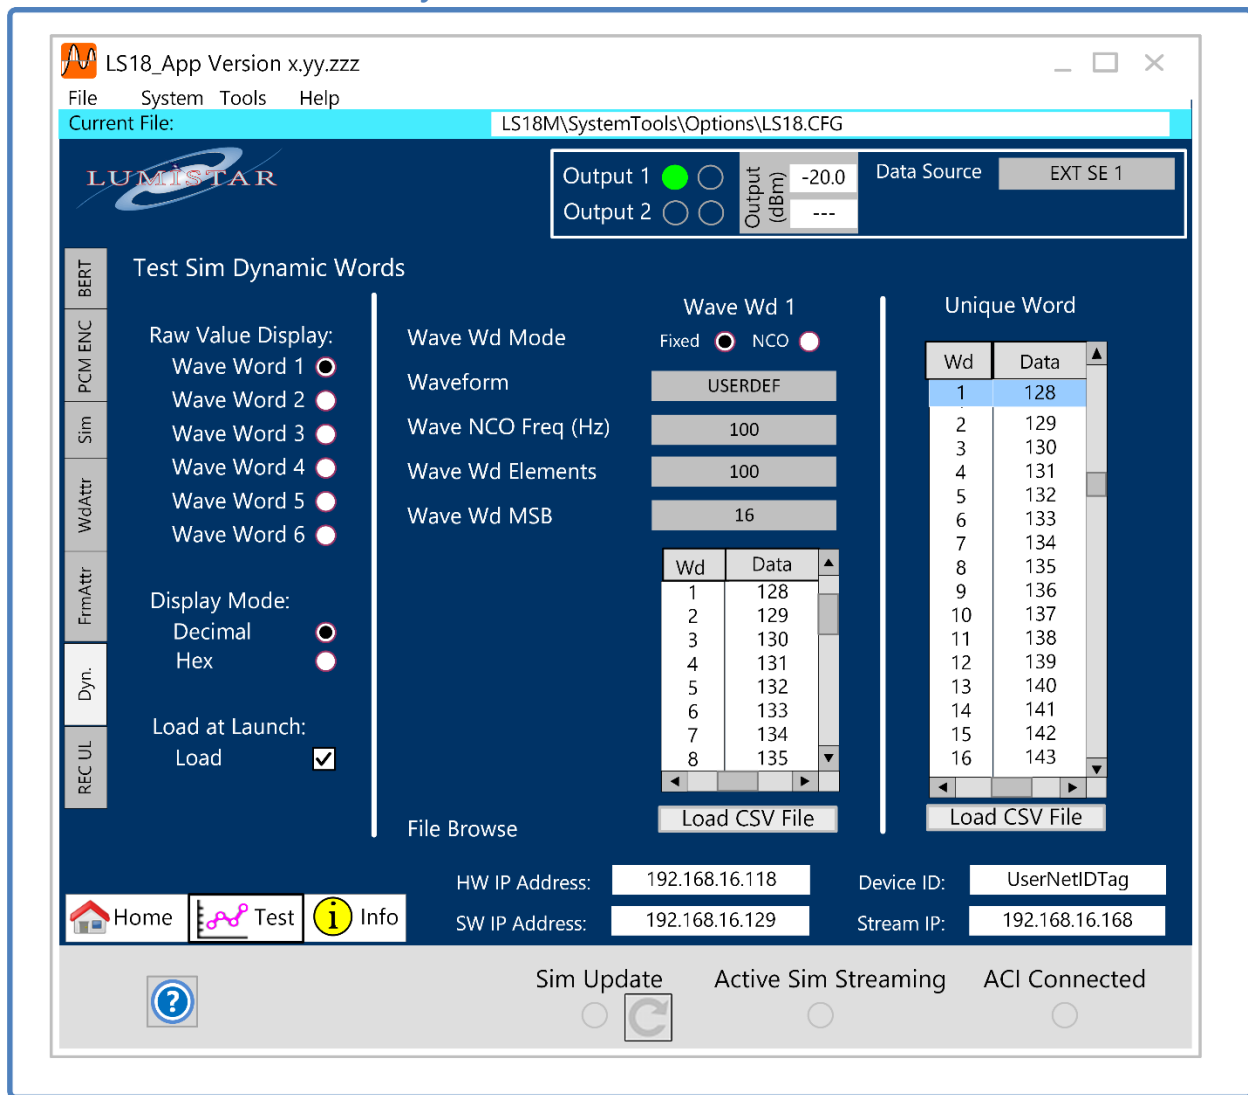 LS18_App Version x.yy.zzz
File System Tools Help
Current File: LS18M\SystemTools\Options\LS18.CFG
LUMISTAR
Output 1
Output 2
Output (dBm)
-20.0
---
Data Source EXT SE 1
BERT
PCM ENC
Sim
WdAttr
FrmAttr
Dyn.
REC UL
Test Sim Dynamic Words
Raw Value Display:
Wave Word 1
Wave Word 2
Wave Word 3
Wave Word 4
Wave Word 5
Wave Word 6
Display Mode:
Decimal
Hex
Load at Launch:
Load
Wave Wd 1
Wave Wd Mode Fixed NCO
Waveform USERDEF
Wave NCO Freq (Hz) 100
Wave Wd Elements 100
Wave Wd MSB 16
Wd Data
1 128
2 129
3 130
4 131
5 132
6 133
7 134
8 135
File Browse Load CSV File
Unique Word
Wd Data
1 128
2 129
3 130
4 131
5 132
6 133
7 134
8 135
9 136
10 137
11 138
12 139
13 140
14 141
15 142
16 143
Load CSV File
HW IP Address: 192.168.16.118 Device ID: UserNetIDTag
SW IP Address: 192.168.16.129 Stream IP: 192.168.16.168
Home Test i Info
? Sim Update Active Sim Streaming ACI Connected